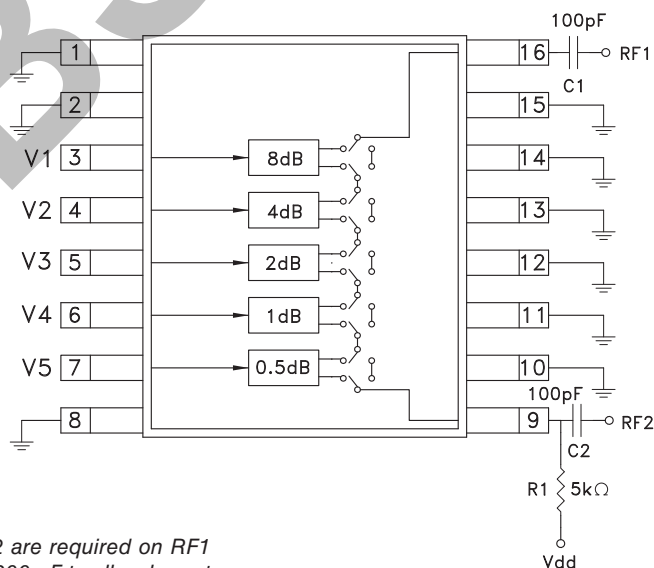 100pF
1
16
RF1
C1
2
15
V1 3
8dB
14
V2 4
4dB
13
V3 5
2dB
12
V4 6
1dB
11
V5 7
0.5dB
10
100pF
8
9
RF2
C2
R1 5kΩ
2 are required on RF1
Vdd